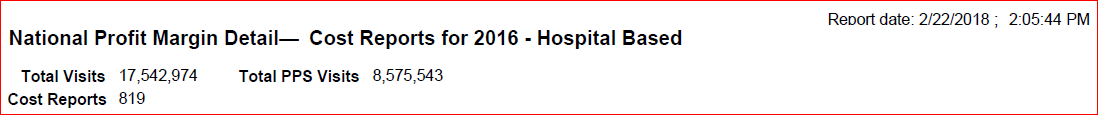 Report date: 2/22/2018 ; 2:05:44 PM
National Profit Margin Detail— Cost Reports for 2016 - Hospital Based
Total Visits 17,542,974 Total PPS Visits 8,575,543
Cost Reports 819